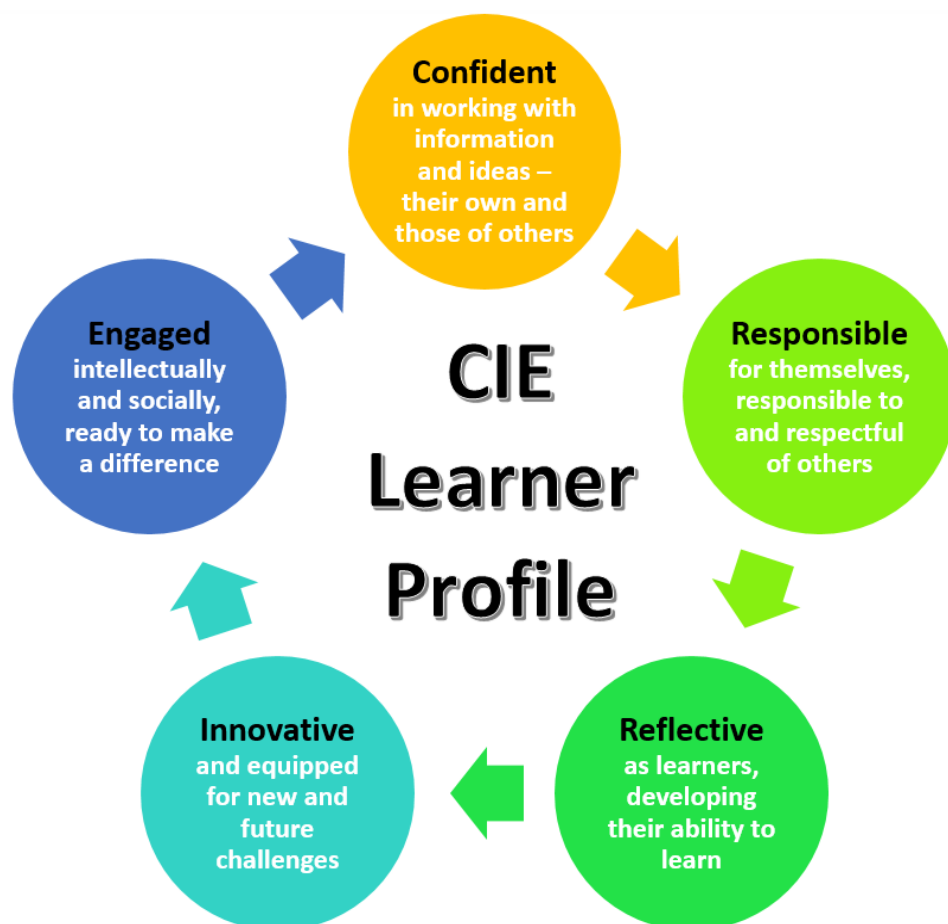 Confident
in working with
information
and ideas –
their own and
those of others
Responsible
for themselves,
responsible to
and respectful
of others
Reflective
as learners,
developing
their ability to
learn
Innovative
and equipped
for new and
future
challenges
Engaged
intellectually
and socially,
ready to make
a difference
CIE
Learner
Profile